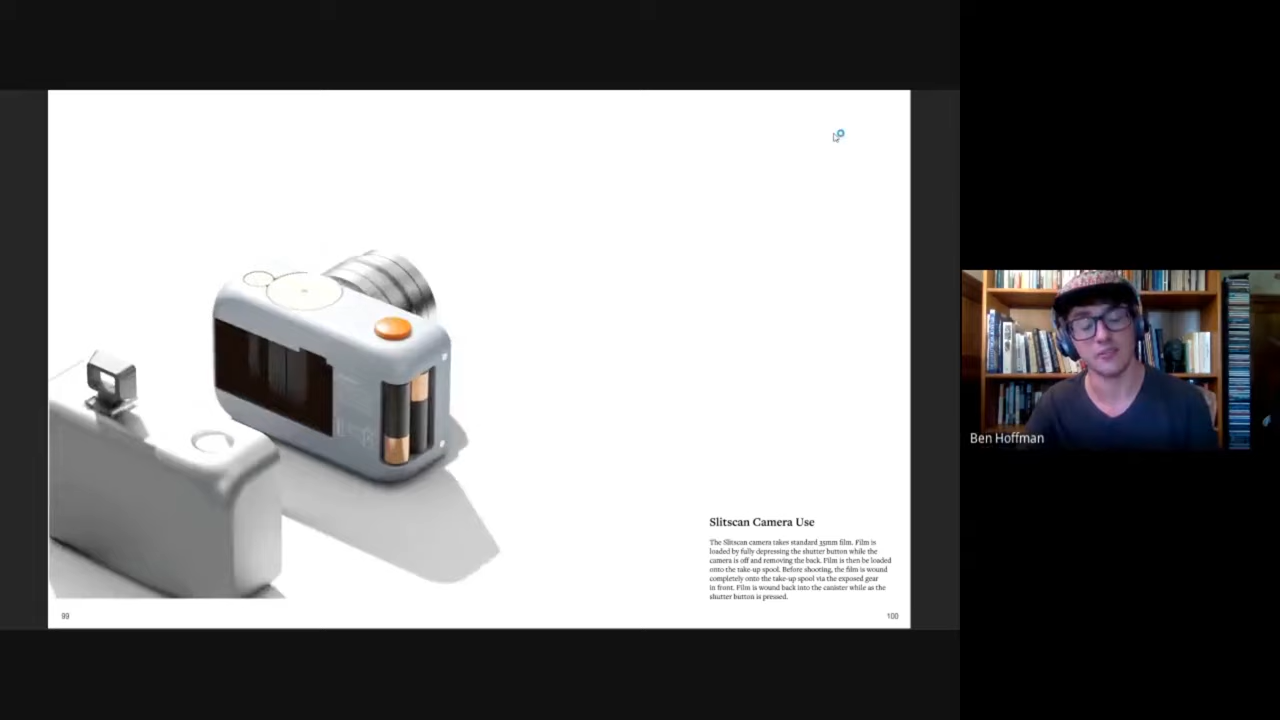 Slitscan Camera Use
The Slitscan camera takes standard 35mm film. Film is
loaded by fully depressing the shutter button while the
camera is off and removing the back. Film is then be loaded
onto the take-up spool. Before shooting, the film is wound
completely onto the take-up spool via the exposed gear
in front. Film is wound back into the canister while as the
shutter button is pressed.
99
100
Ben Hoffman